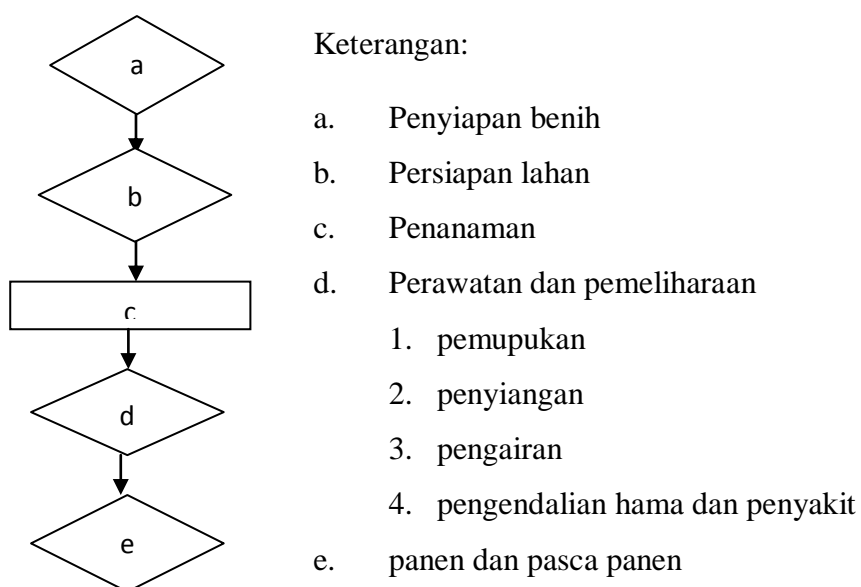 a
b
c
d
e
Keterangan:
a. Penyiapan benih
b. Persiapan lahan
c. Penanaman
d. Perawatan dan pemeliharaan
1. pemupukan
2. penyiangan
3. pengairan
4. pengendalian hama dan penyakit
e. panen dan pasca panen